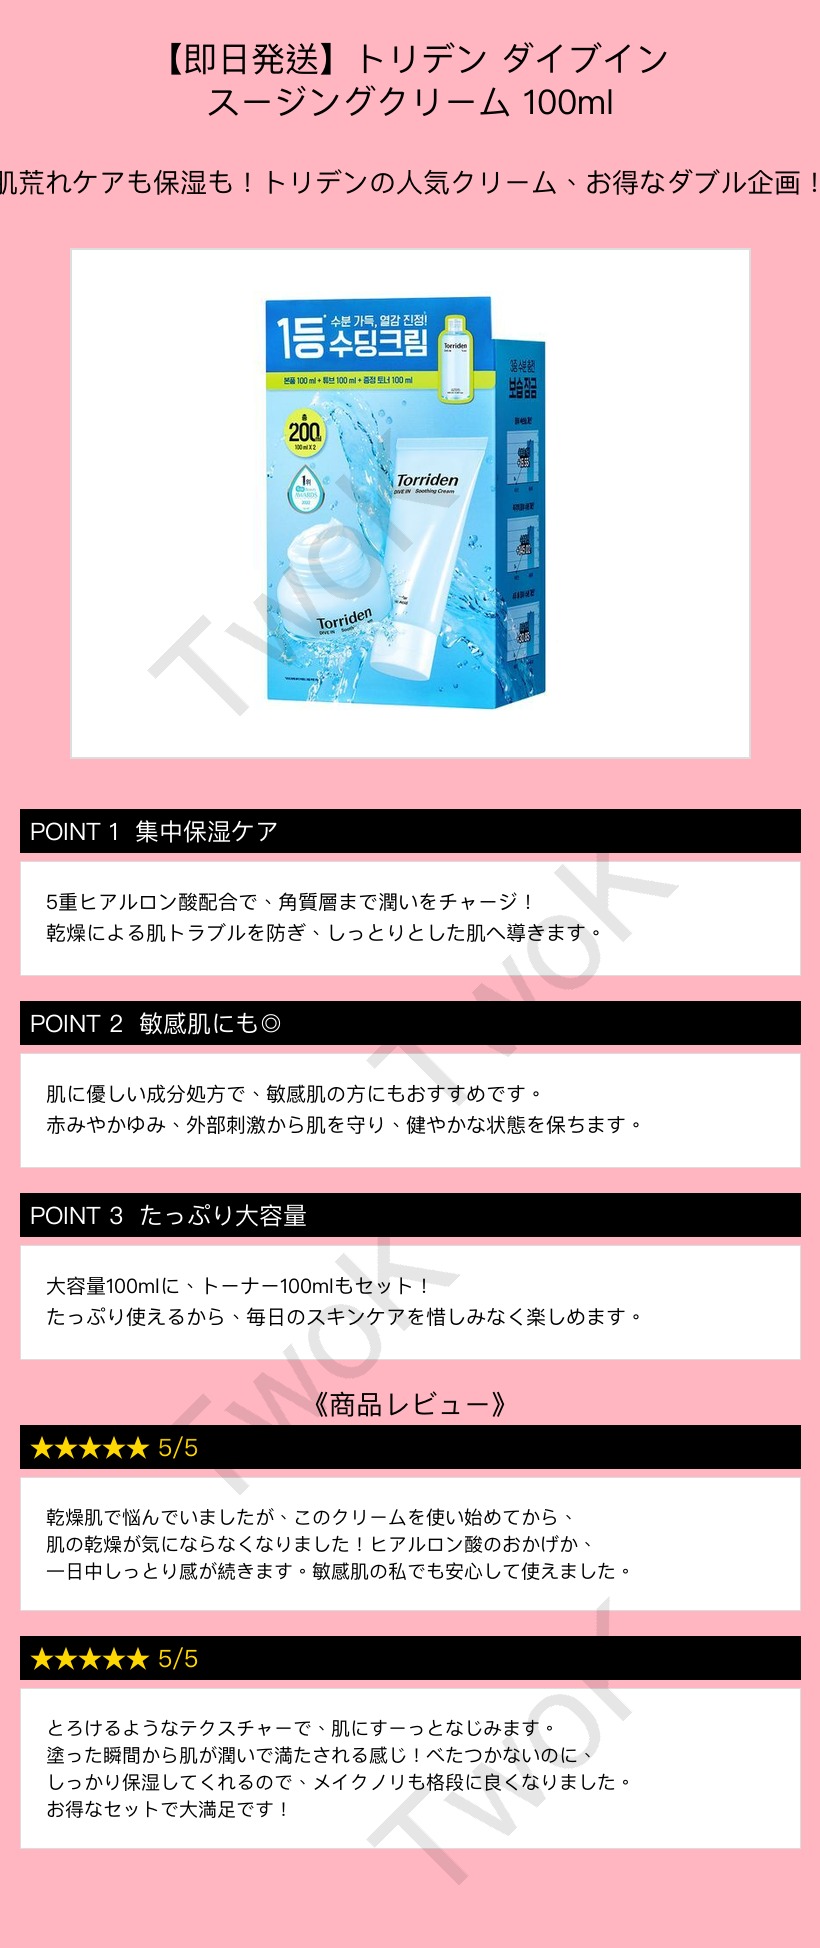 【即日発送】トリデン ダイブイン
スージングクリーム 100ml
肌荒れケアも保湿も！トリデンの人気クリーム、お得なダブル企画！
1등
수분 가득, 열감 진정!
수딩크림
본품 100 ml + 튜브 100 ml + 증정 토너 100 ml
Torriden
총
200ml
100 ml X 2
1위
AWARDS
Torriden
DIVE IN Soothing Cream
Torriden
DIVE IN
보습 잠금
TwoK
POINT 1 集中保湿ケア
5重ヒアルロン酸配合で、角質層まで潤いをチャージ！
乾燥による肌トラブルを防ぎ、しっとりとした肌へ導きます。
TwoK
POINT 2 敏感肌にも◎
肌に優しい成分処方で、敏感肌の方にもおすすめです。
赤みやかゆみ、外部刺激から肌を守り、健やかな状態を保ちます。
POINT 3 たっぷり大容量
大容量100mlに、トーナー100mlもセット！
たっぷり使えるから、毎日のスキンケアを惜しみなく楽しめます。
TwoK
《商品レビュー》
★★★★★ 5/5
乾燥肌で悩んでいましたが、このクリームを使い始めてから、
肌の乾燥が気にならなくなりました！ヒアルロン酸のおかげか、
一日中しっとり感が続きます。敏感肌の私でも安心して使えました。
★★★★★ 5/5
とろけるようなテクスチャーで、肌にすーっとなじみます。
塗った瞬間から肌が潤いで満たされる感じ！べたつかないのに、
しっかり保湿してくれるので、メイクノリも格段に良くなりました。
お得なセットで大満足です！
TwoK